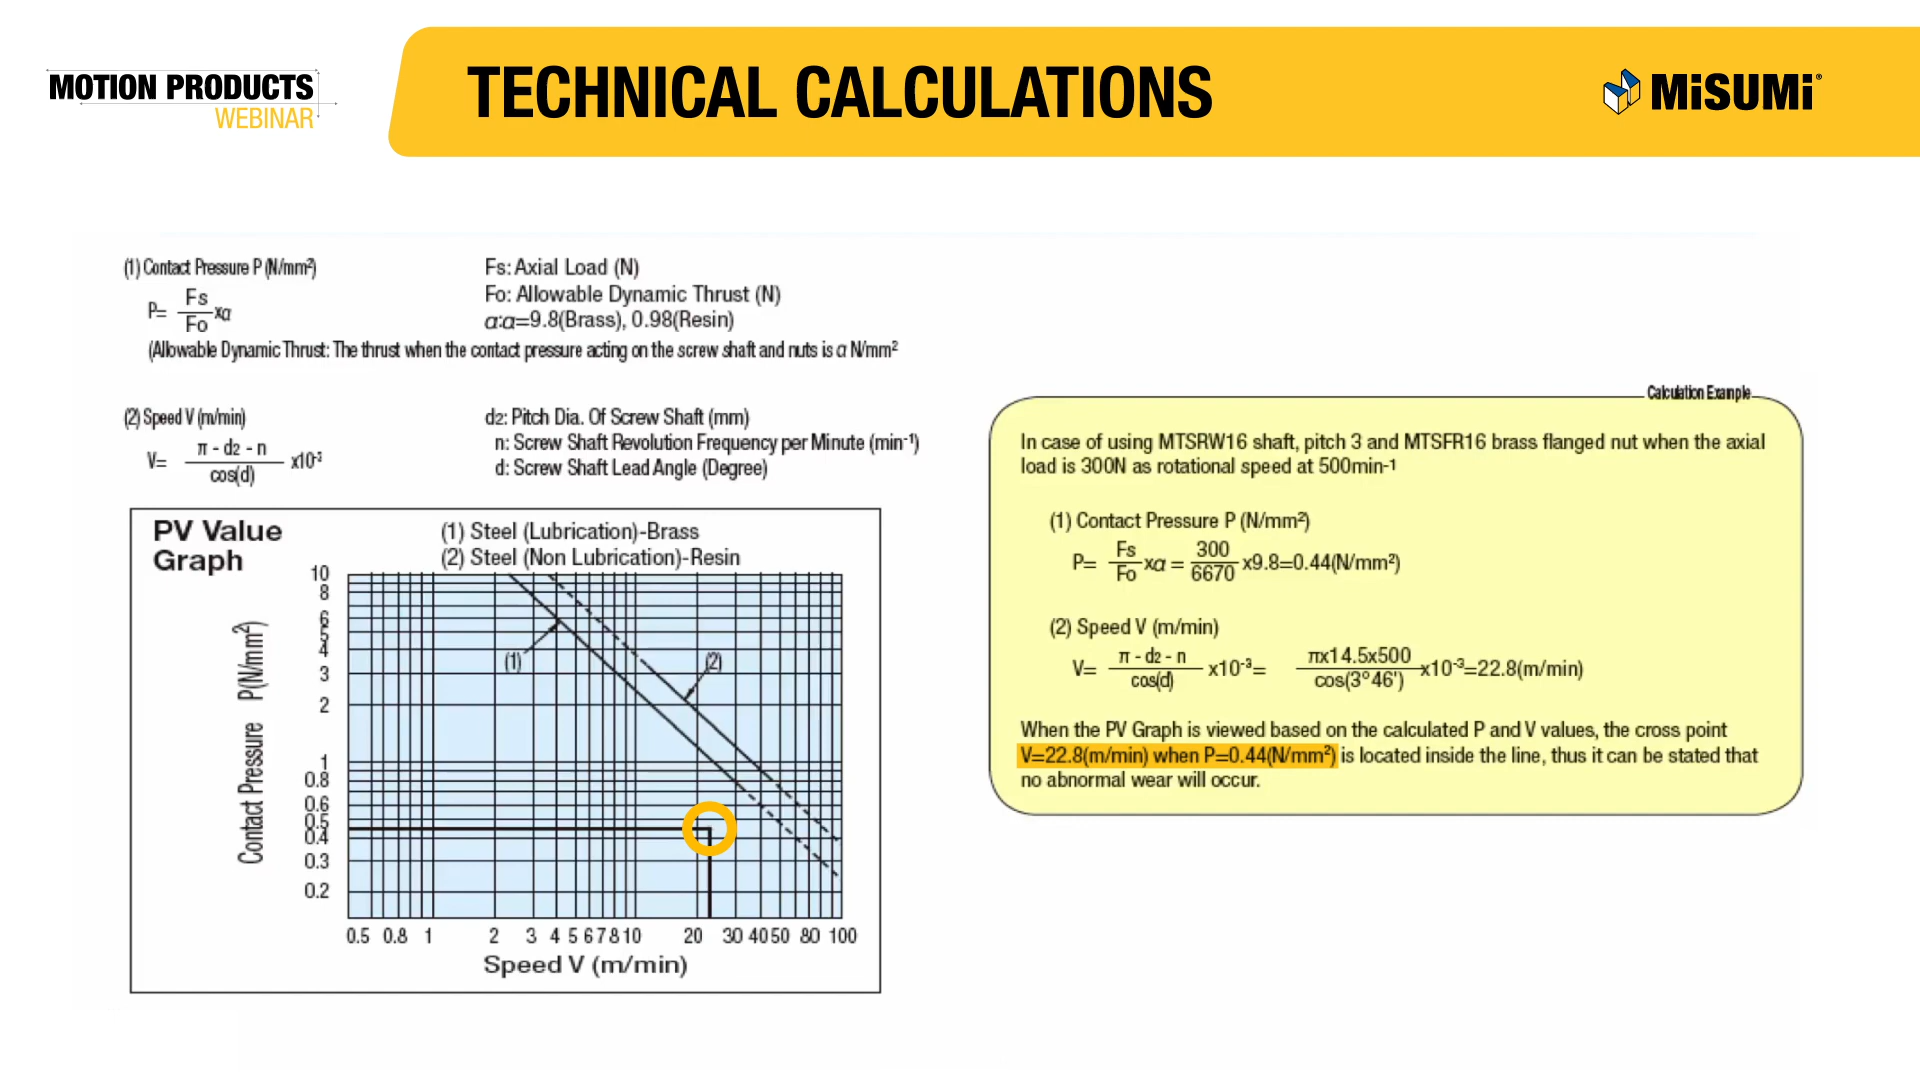 MOTION PRODUCTS
WEBINAR
TECHNICAL CALCULATIONS
MiSUMi®
(1) Contact Pressure P (N/mm²)
P= Fs/Fo xα
Fs: Axial Load (N)
Fo: Allowable Dynamic Thrust (N)
α:α=9.8(Brass), 0.98(Resin)
(Allowable Dynamic Thrust: The thrust when the contact pressure acting on the screw shaft and nuts is α N/mm²
(2) Speed V (m/min)
V= π - d2 - n / cos(d) x10⁻³
d2: Pitch Dia. Of Screw Shaft (mm)
n: Screw Shaft Revolution Frequency per Minute (min⁻¹)
d: Screw Shaft Lead Angle (Degree)
PV Value
Graph
(1) Steel (Lubrication)-Brass
(2) Steel (Non Lubrication)-Resin
Contact Pressure P(N/mm²)
10
8
6
5
4
3
2
1
0.8
0.6
0.5
0.4
0.3
0.2
(1)
(2)
0.5 0.8 1 2 3 4 5 6 7 8 10 20 30 40 50 80 100
Speed V (m/min)
Calculation Example
In case of using MTSRW16 shaft, pitch 3 and MTSFR16 brass flanged nut when the axial
load is 300N as rotational speed at 500min-¹
(1) Contact Pressure P (N/mm²)
P= Fs/Fo xα = 300/6670 x9.8=0.44(N/mm²)
(2) Speed V (m/min)
V= π - d2 - n / cos(d) x10⁻³= πx14.5x500 / cos(3°46') x10⁻³=22.8(m/min)
When the PV Graph is viewed based on the calculated P and V values, the cross point
V=22.8(m/min) when P=0.44(N/mm²) is located inside the line, thus it can be stated that
no abnormal wear will occur.